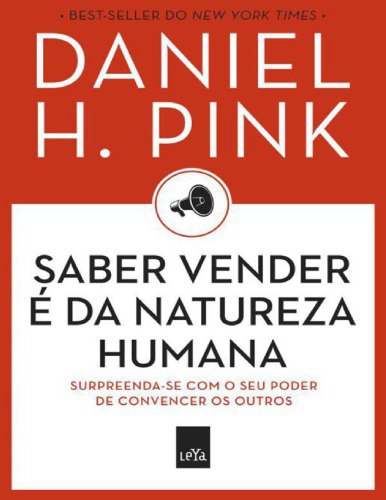 • BEST-SELLER DO NEW YORK TIMES •
DANIEL
H. PINK
SABER VENDER
É DA NATUREZA
HUMANA
SURPREENDA-SE COM O SEU PODER
DE CONVENCER OS OUTROS
LeYa